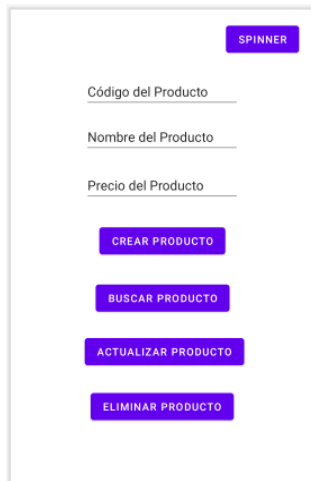 SPINNER
Código del Producto
Nombre del Producto
Precio del Producto
CREAR PRODUCTO
BUSCAR PRODUCTO
ACTUALIZAR PRODUCTO
ELIMINAR PRODUCTO